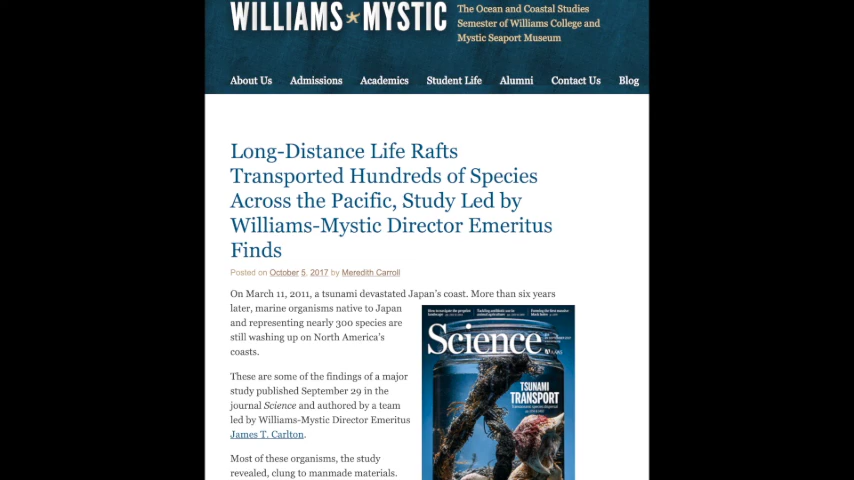 WILLIAMS MYSTIC
The Ocean and Coastal Studies
Semester of Williams College and
Mystic Seaport Museum
About Us Admissions Academics Student Life Alumni Contact Us Blog
Long-Distance Life Rafts
Transported Hundreds of Species
Across the Pacific, Study Led by
Williams-Mystic Director Emeritus
Finds
Posted on October 5, 2017 by Meredith Carroll
On March 11, 2011, a tsunami devastated Japan's coast. More than six years
later, marine organisms native to Japan
and representing nearly 300 species are
still washing up on North America's
coasts.
These are some of the findings of a major
study published September 29 in the
journal Science and authored by a team
led by Williams-Mystic Director Emeritus
James T. Carlton.
Most of these organisms, the study
revealed, clung to manmade materials.
Science
AAAS
TSUNAMI
TRANSPORT